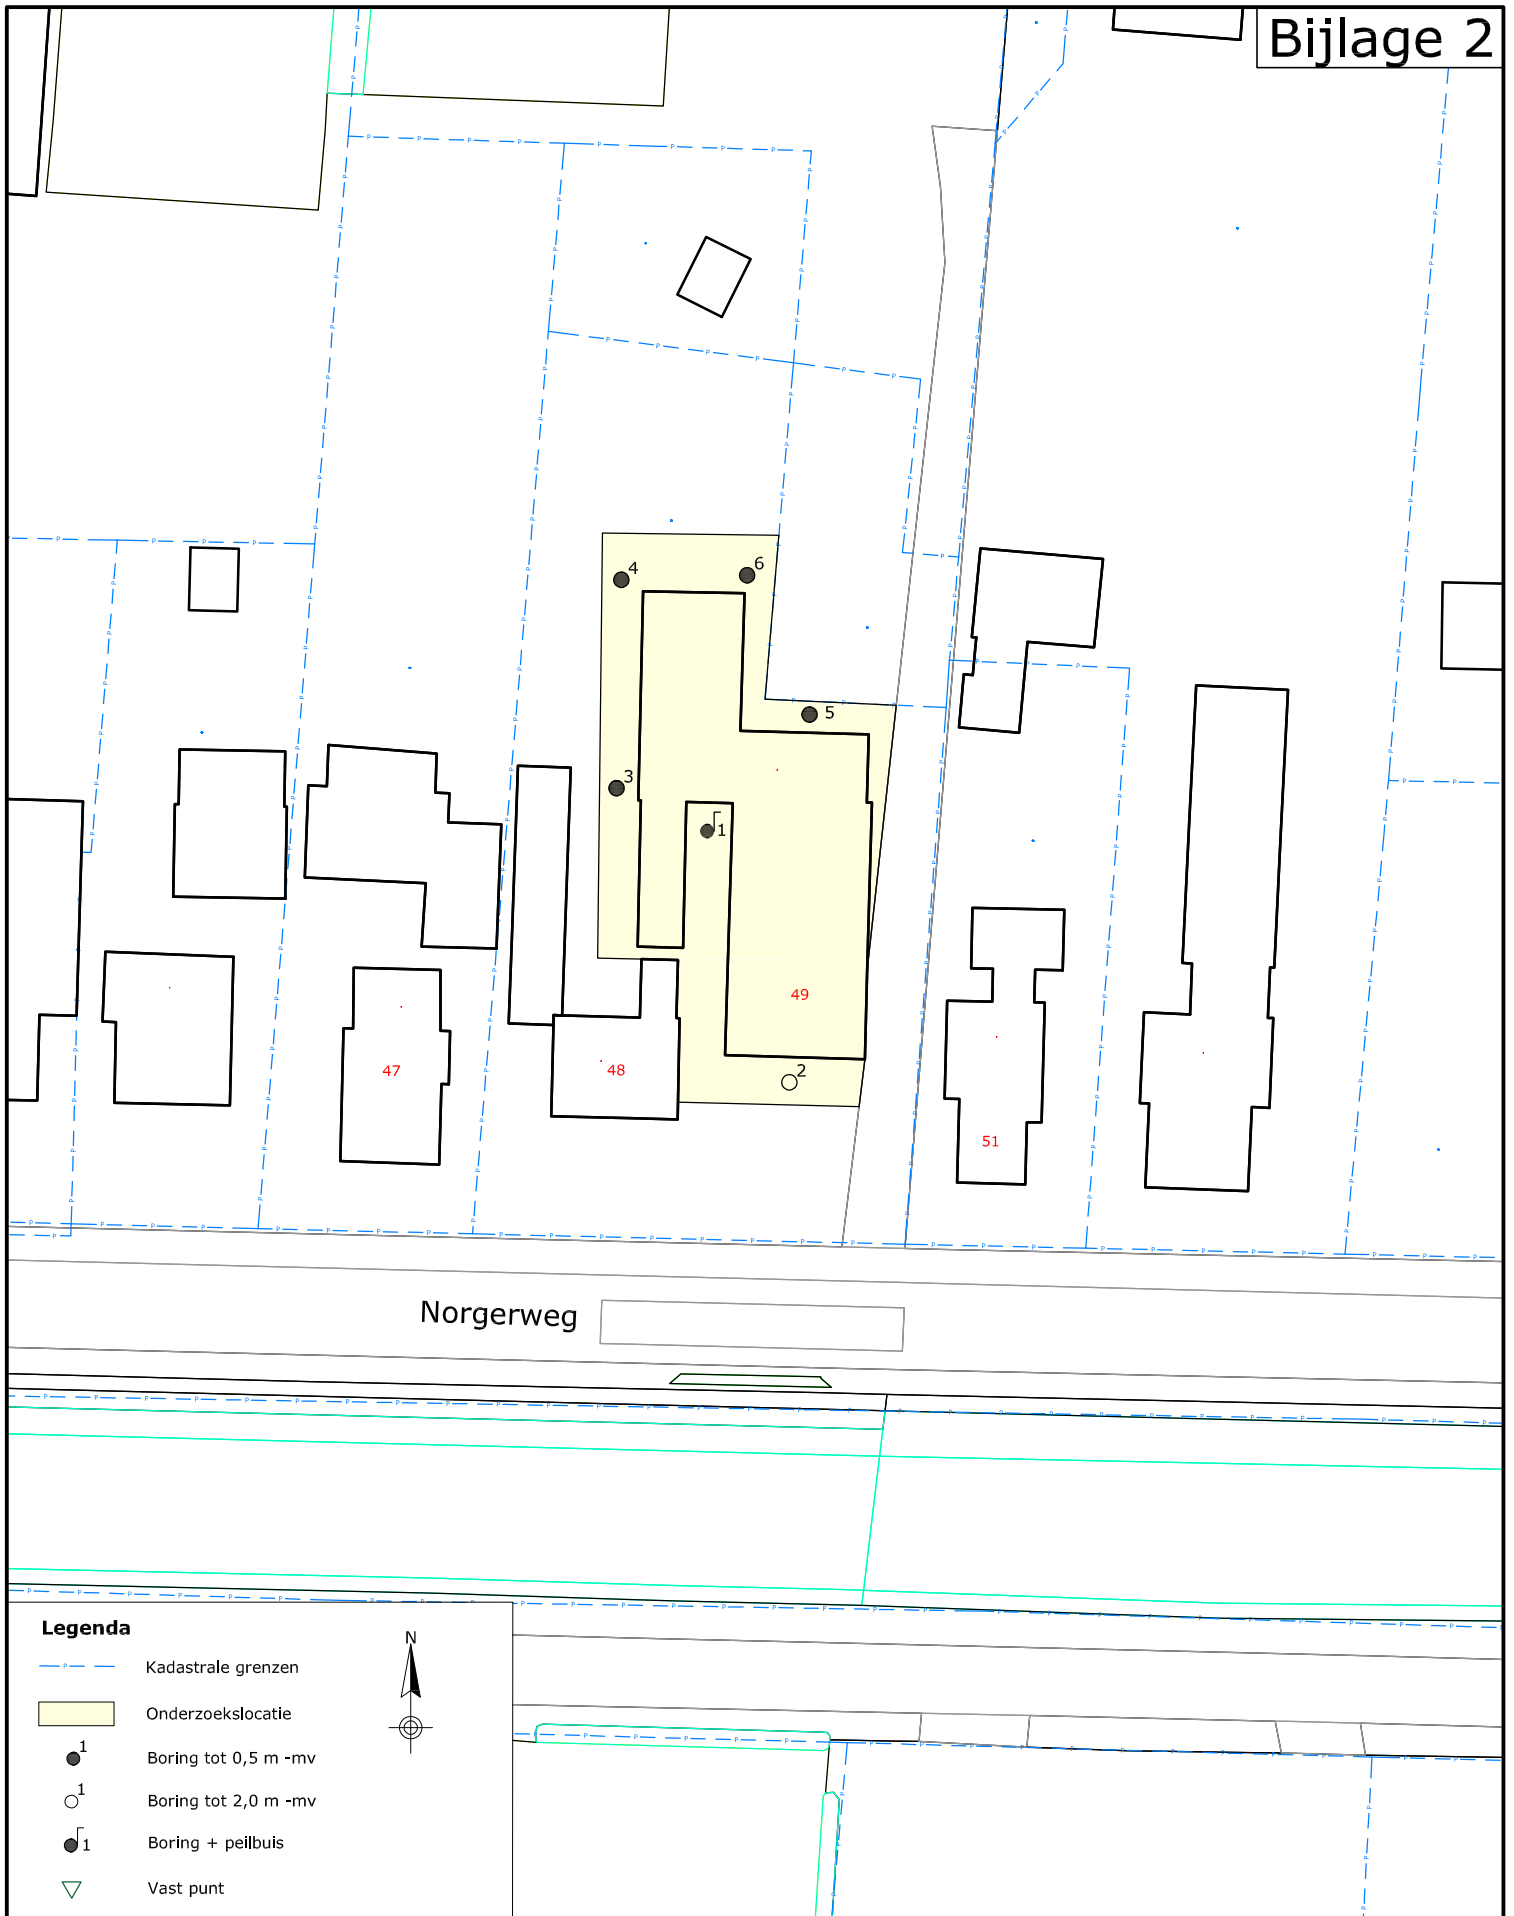 Bijlage 2
4
6
5
3
1
49
2
47
48
51
Norgerweg
Legenda
N
P Kadastrale grenzen
Onderzoekslocatie
1 Boring tot 0,5 m -mv
1 Boring tot 2,0 m -mv
1 Boring + peilbuis
Vast punt